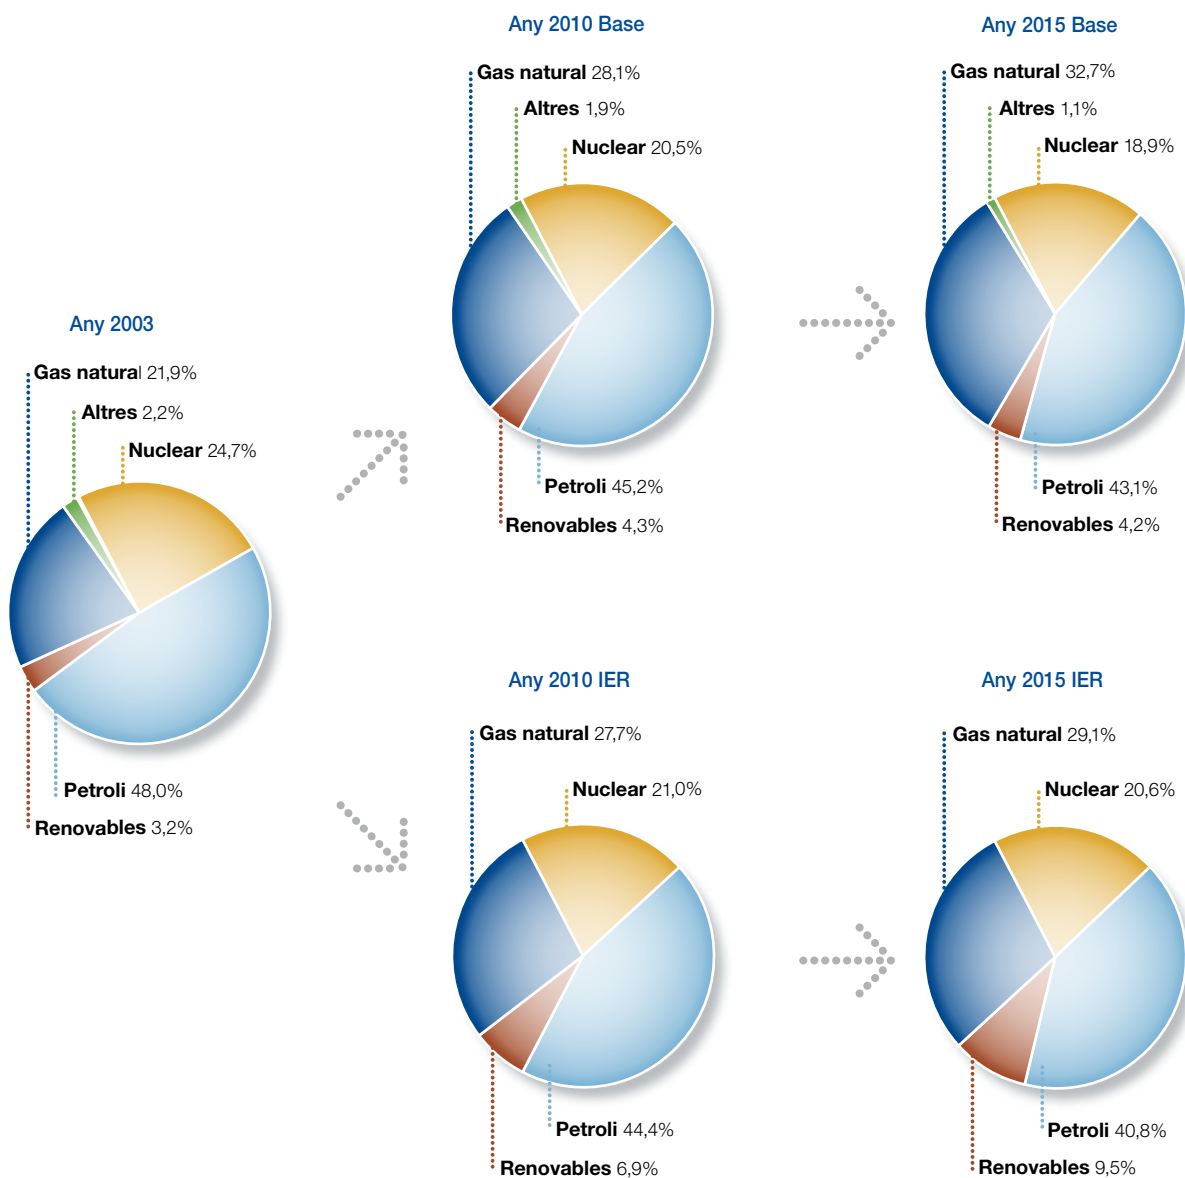 Any 2010 Base
Gas natural 28,1%
Altres 1,9%
Nuclear 20,5%
Petroli 45,2%
Renovables 4,3%
Any 2015 Base
Gas natural 32,7%
Altres 1,1%
Nuclear 18,9%
Petroli 43,1%
Renovables 4,2%
Any 2003
Gas natural 21,9%
Altres 2,2%
Nuclear 24,7%
Petroli 48,0%
Renovables 3,2%
Any 2010 IER
Gas natural 27,7%
Nuclear 21,0%
Petroli 44,4%
Renovables 6,9%
Any 2015 IER
Gas natural 29,1%
Nuclear 20,6%
Petroli 40,8%
Renovables 9,5%